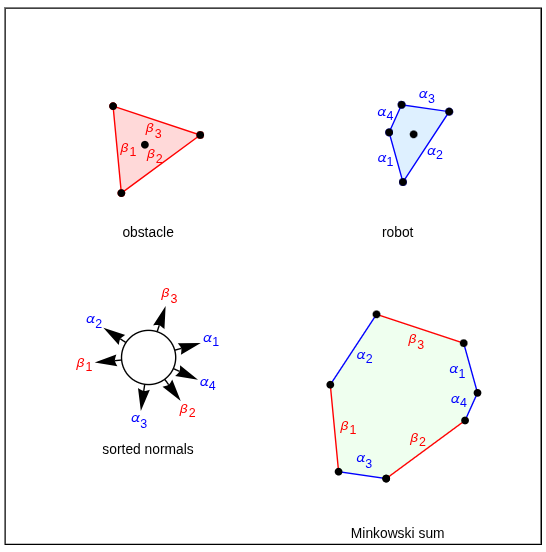 α3
α4
β3
β1
β2
α1
α2
obstacle
robot
β3
α2
α1
β1
α4
β2
α3
sorted normals
β3
α2
α1
α4
β1
β2
α3
Minkowski sum